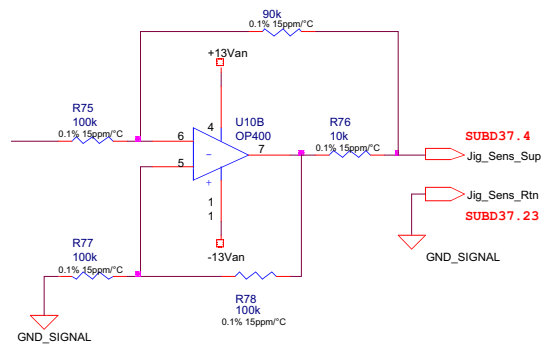 90k
0.1% 15ppm/°C
+13Van
R75
100k
0.1% 15ppm/°C
4
U10B
OP400
R76
10k
0.1% 15ppm/°C
SUBD37.4
6
7
Jig_Sens_Sup
5
-
+
Jig_Sens_Rtn
1
1
SUBD37.23
R77
100k
0.1% 15ppm/°C
-13Van
GND_SIGNAL
R78
100k
0.1% 15ppm/°C
GND_SIGNAL